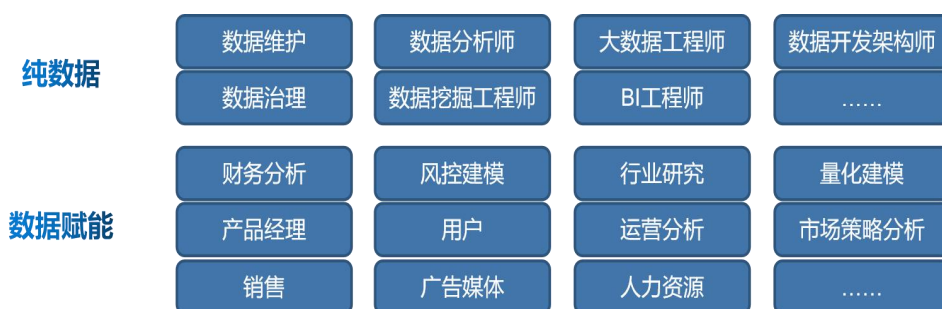 纯数据
数据维护 数据分析师 大数据工程师 数据开发架构师
数据治理 数据挖掘工程师 BI工程师 ……
数据赋能
财务分析 风控建模 行业研究 量化建模
产品经理 用户 运营分析 市场策略分析
销售 广告媒体 人力资源 ……